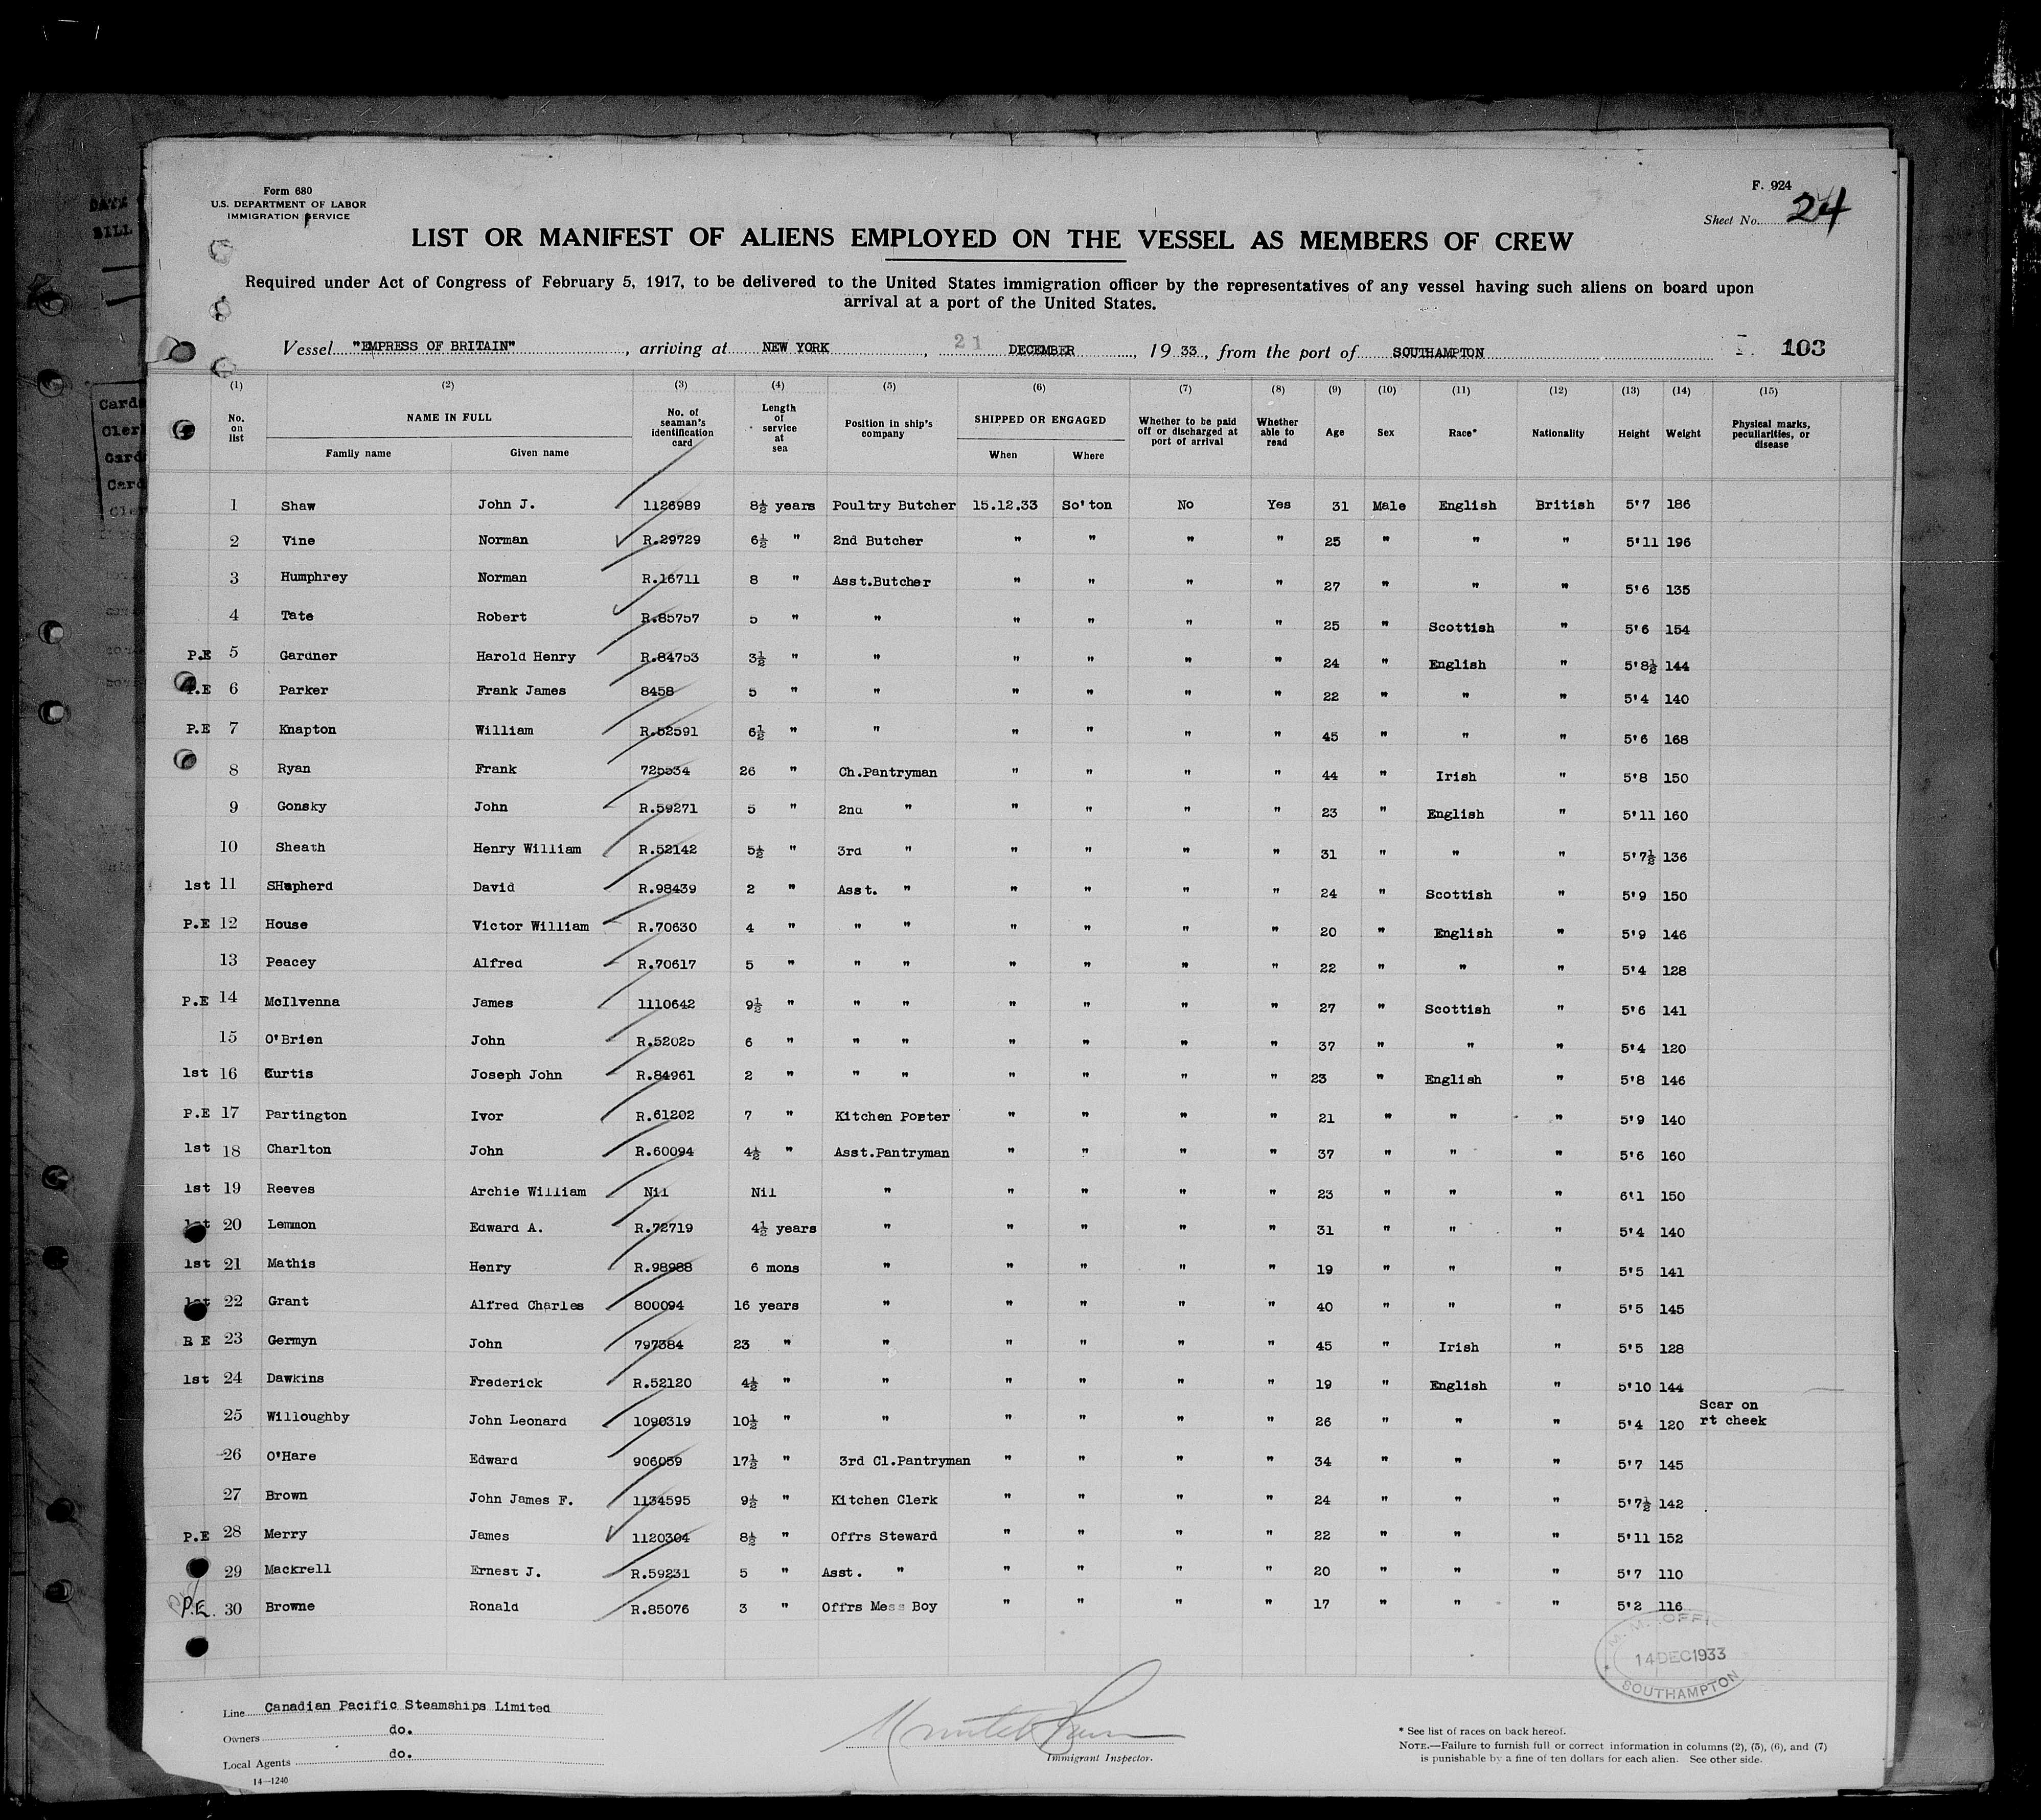 Form 680
U.S. DEPARTMENT OF LABOR
IMMIGRATION SERVICE
F. 924
Sheet No. 24
LIST OR MANIFEST OF ALIENS EMPLOYED ON THE VESSEL AS MEMBERS OF CREW
Required under Act of Congress of February 5, 1917, to be delivered to the United States immigration officer by the representatives of any vessel having such aliens on board upon
arrival at a port of the United States.
Vessel "EMPRESS OF BRITAIN", arriving at NEW YORK, 21 DECEMBER, 19 33, from the port of SOUTHAMPTON 103
(1) (2) (3) (4) (5) (6) (7) (8) (9) (10) (11) (12) (13) (14) (15)
No. on list NAME IN FULL Family name Given name No. of seaman's identification card Length of service at sea Position in ship's company SHIPPED OR ENGAGED When Where Whether to be paid off or discharged at port of arrival Whether able to read Age Sex Race* Nationality Height Weight Physical marks, peculiarities, or disease
1 Shaw John J. 1126989 8½ years Poultry Butcher 15.12.33 So'ton No Yes 31 Male English British 5'7 186
2 Vine Norman R.29729 6½ " 2nd Butcher " " " " 25 " " " 5'11 196
3 Humphrey Norman R.16711 8 " Asst.Butcher " " " " 27 " " " 5'6 135
4 Tate Robert R.85757 5 " " " " " " 25 " Scottish " 5'6 154
P.E 5 Gardner Harold Henry R.84753 3½ " " " " " " 24 " English " 5'8½ 144
P.E 6 Parker Frank James 8458 5 " " " " " " 22 " " " 5'4 140
P.E 7 Knapton William R.52591 6½ " " " " " " 45 " " " 5'6 168
8 Ryan Frank 725534 26 " Ch.Pantryman " " " " 44 " Irish " 5'8 150
9 Gonsky John R.59271 5 " 2nd " " " " " 23 " English " 5'11 160
10 Sheath Henry William R.52142 5½ " 3rd " " " " " 31 " " " 5'7½ 136
1st 11 SHepherd David R.98439 2 " Asst. " " " " " 24 " Scottish " 5'9 150
P.E 12 House Victor William R.70630 4 " " " " " " " 20 " English " 5'9 146
13 Peacey Alfred R.70617 5 " " " " " " " 22 " " " 5'4 128
P.E 14 McIlvenna James 1110642 9½ " " " " " " " 27 " Scottish " 5'6 141
15 O'Brien John R.52025 6 " " " " " " " 37 " " " 5'4 120
1st 16 Curtis Joseph John R.84961 2 " " " " " " " 23 " English " 5'8 146
P.E 17 Partington Ivor R.61202 7 " Kitchen Porter " " " " 21 " " " 5'9 140
1st 18 Charlton John R.60094 4½ " Asst.Pantryman " " " " 37 " " " 5'6 160
1st 19 Reeves Archie William Nil Nil " " " " " 23 " " " 6'1 150
1st 20 Lemmon Edward A. R.72719 4½ years " " " " " 31 " " " 5'4 140
1st 21 Mathis Henry R.98988 6 mons " " " " " 19 " " " 5'5 141
1st 22 Grant Alfred Charles 800094 16 years " " " " " 40 " " " 5'5 145
R E 23 Germyn John 797384 23 " " " " " " 45 " Irish " 5'5 128
1st 24 Dawkins Frederick R.52120 4½ " " " " " " 19 " English " 5'10 144
25 Willoughby John Leonard 1090319 10½ " " " " " " 26 " " " 5'4 120 Scar on rt cheek
26 O'Hare Edward 906059 17½ " 3rd Cl.Pantryman " " " " 34 " " " 5'7 145
27 Brown John James F. 1134595 9½ " Kitchen Clerk " " " " 24 " " " 5'7½ 142
P.E 28 Merry James 1120304 8½ " Offrs Steward " " " " 22 " " " 5'11 152
29 Mackrell Ernest J. R.59231 5 " Asst. " " " " " 20 " " " 5'7 110
P.E. 30 Browne Ronald R.85076 3 " Offrs Mess Boy " " " " 17 " " " 5'2 116
14 DEC 1933
SOUTHAMPTON
Line Canadian Pacific Steamships Limited
Owners do.
Local Agents do.
14—1240
Immigrant Inspector.
* See list of races on back hereof.
NOTE.—Failure to furnish full or correct information in columns (2), (5), (6), and (7)
is punishable by a fine of ten dollars for each alien. See other side.